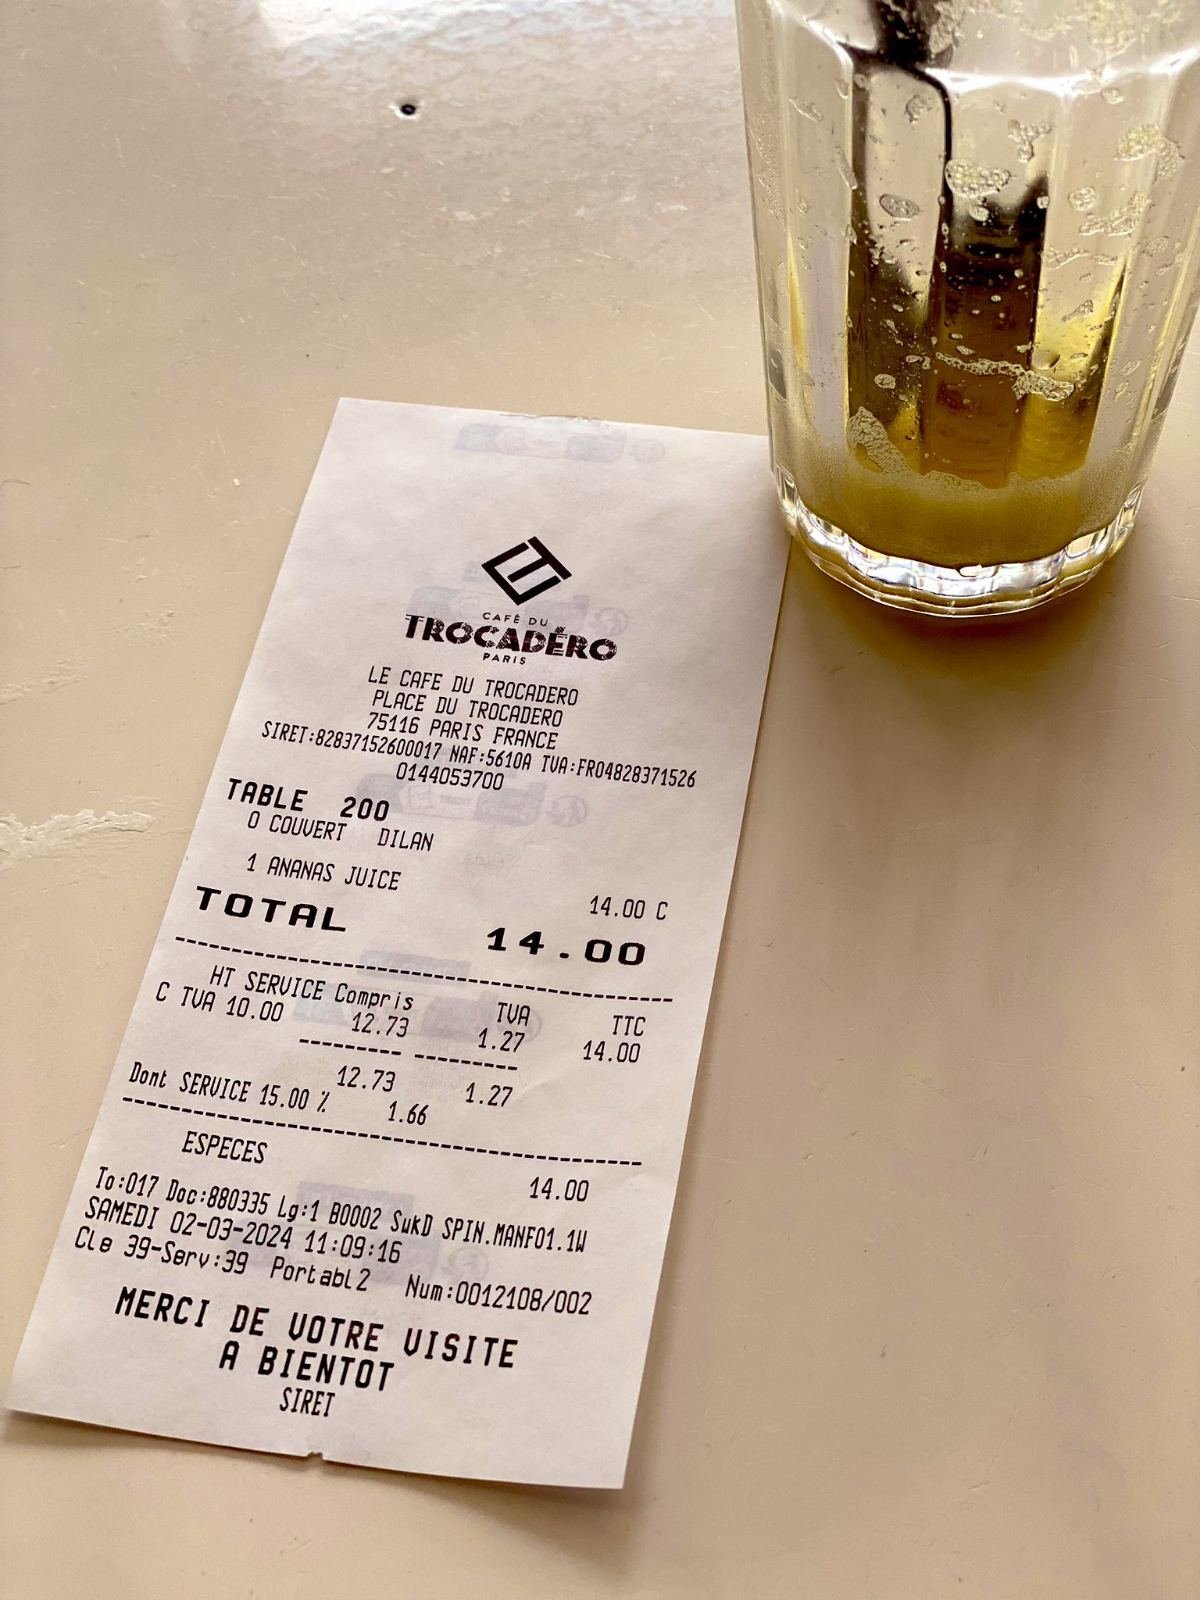 CAFÉ DU
TROCADÉRO
PARIS
LE CAFE DU TROCADERO
PLACE DU TROCADERO
75116 PARIS FRANCE
SIRET:82837152600017 NAF:5610A TVA:FR04828371526
0144053700
TABLE 200
0 COUVERT DILAN
1 ANANAS JUICE 14.00 C
TOTAL 14.00
HT SERVICE Compris TVA TTC
C TVA 10.00 12.73 1.27 14.00
12.73 1.27
Dont SERVICE 15.00 % 1.66
ESPECES 14.00
To:017 Doc:880335 Lg:1 B0002 SukD SPIN.MANF01.1W
SAMEDI 02-03-2024 11:09:16
Cle 39-Serv:39 Portabl2 Num:0012108/002
MERCI DE VOTRE VISITE
A BIENTOT
SIRET